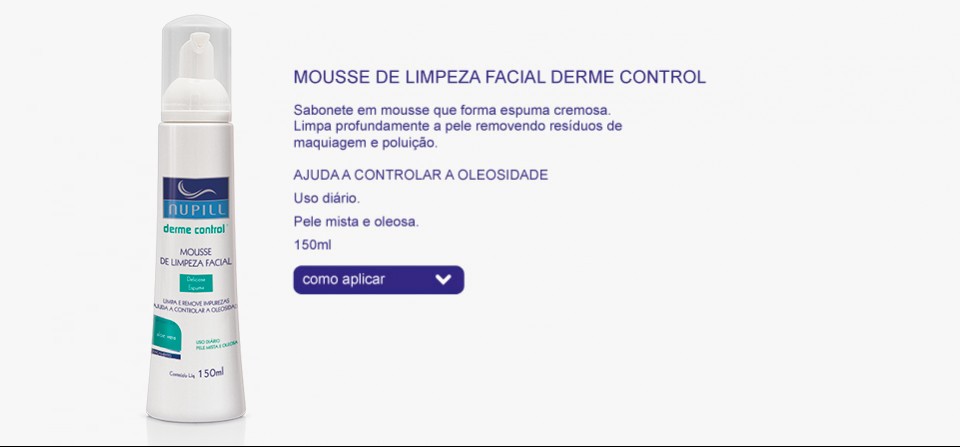 MOUSSE DE LIMPEZA FACIAL DERME CONTROL
Sabonete em mousse que forma espuma cremosa.
Limpa profundamente a pele removendo resíduos de
maquiagem e poluição.
AJUDA A CONTROLAR A OLEOSIDADE
Uso diário.
Pele mista e oleosa.
150ml
como aplicar
NUPILL
derme control
MOUSSE
DE LIMPEZA FACIAL
Deliciosa
Espuma
LIMPA E REMOVE IMPUREZAS
AJUDA A CONTROLAR A OLEOSIDADE
aloe vera
USO DIÁRIO
PELE MISTA E OLEOSA
Conteúdo Líq. 150ml